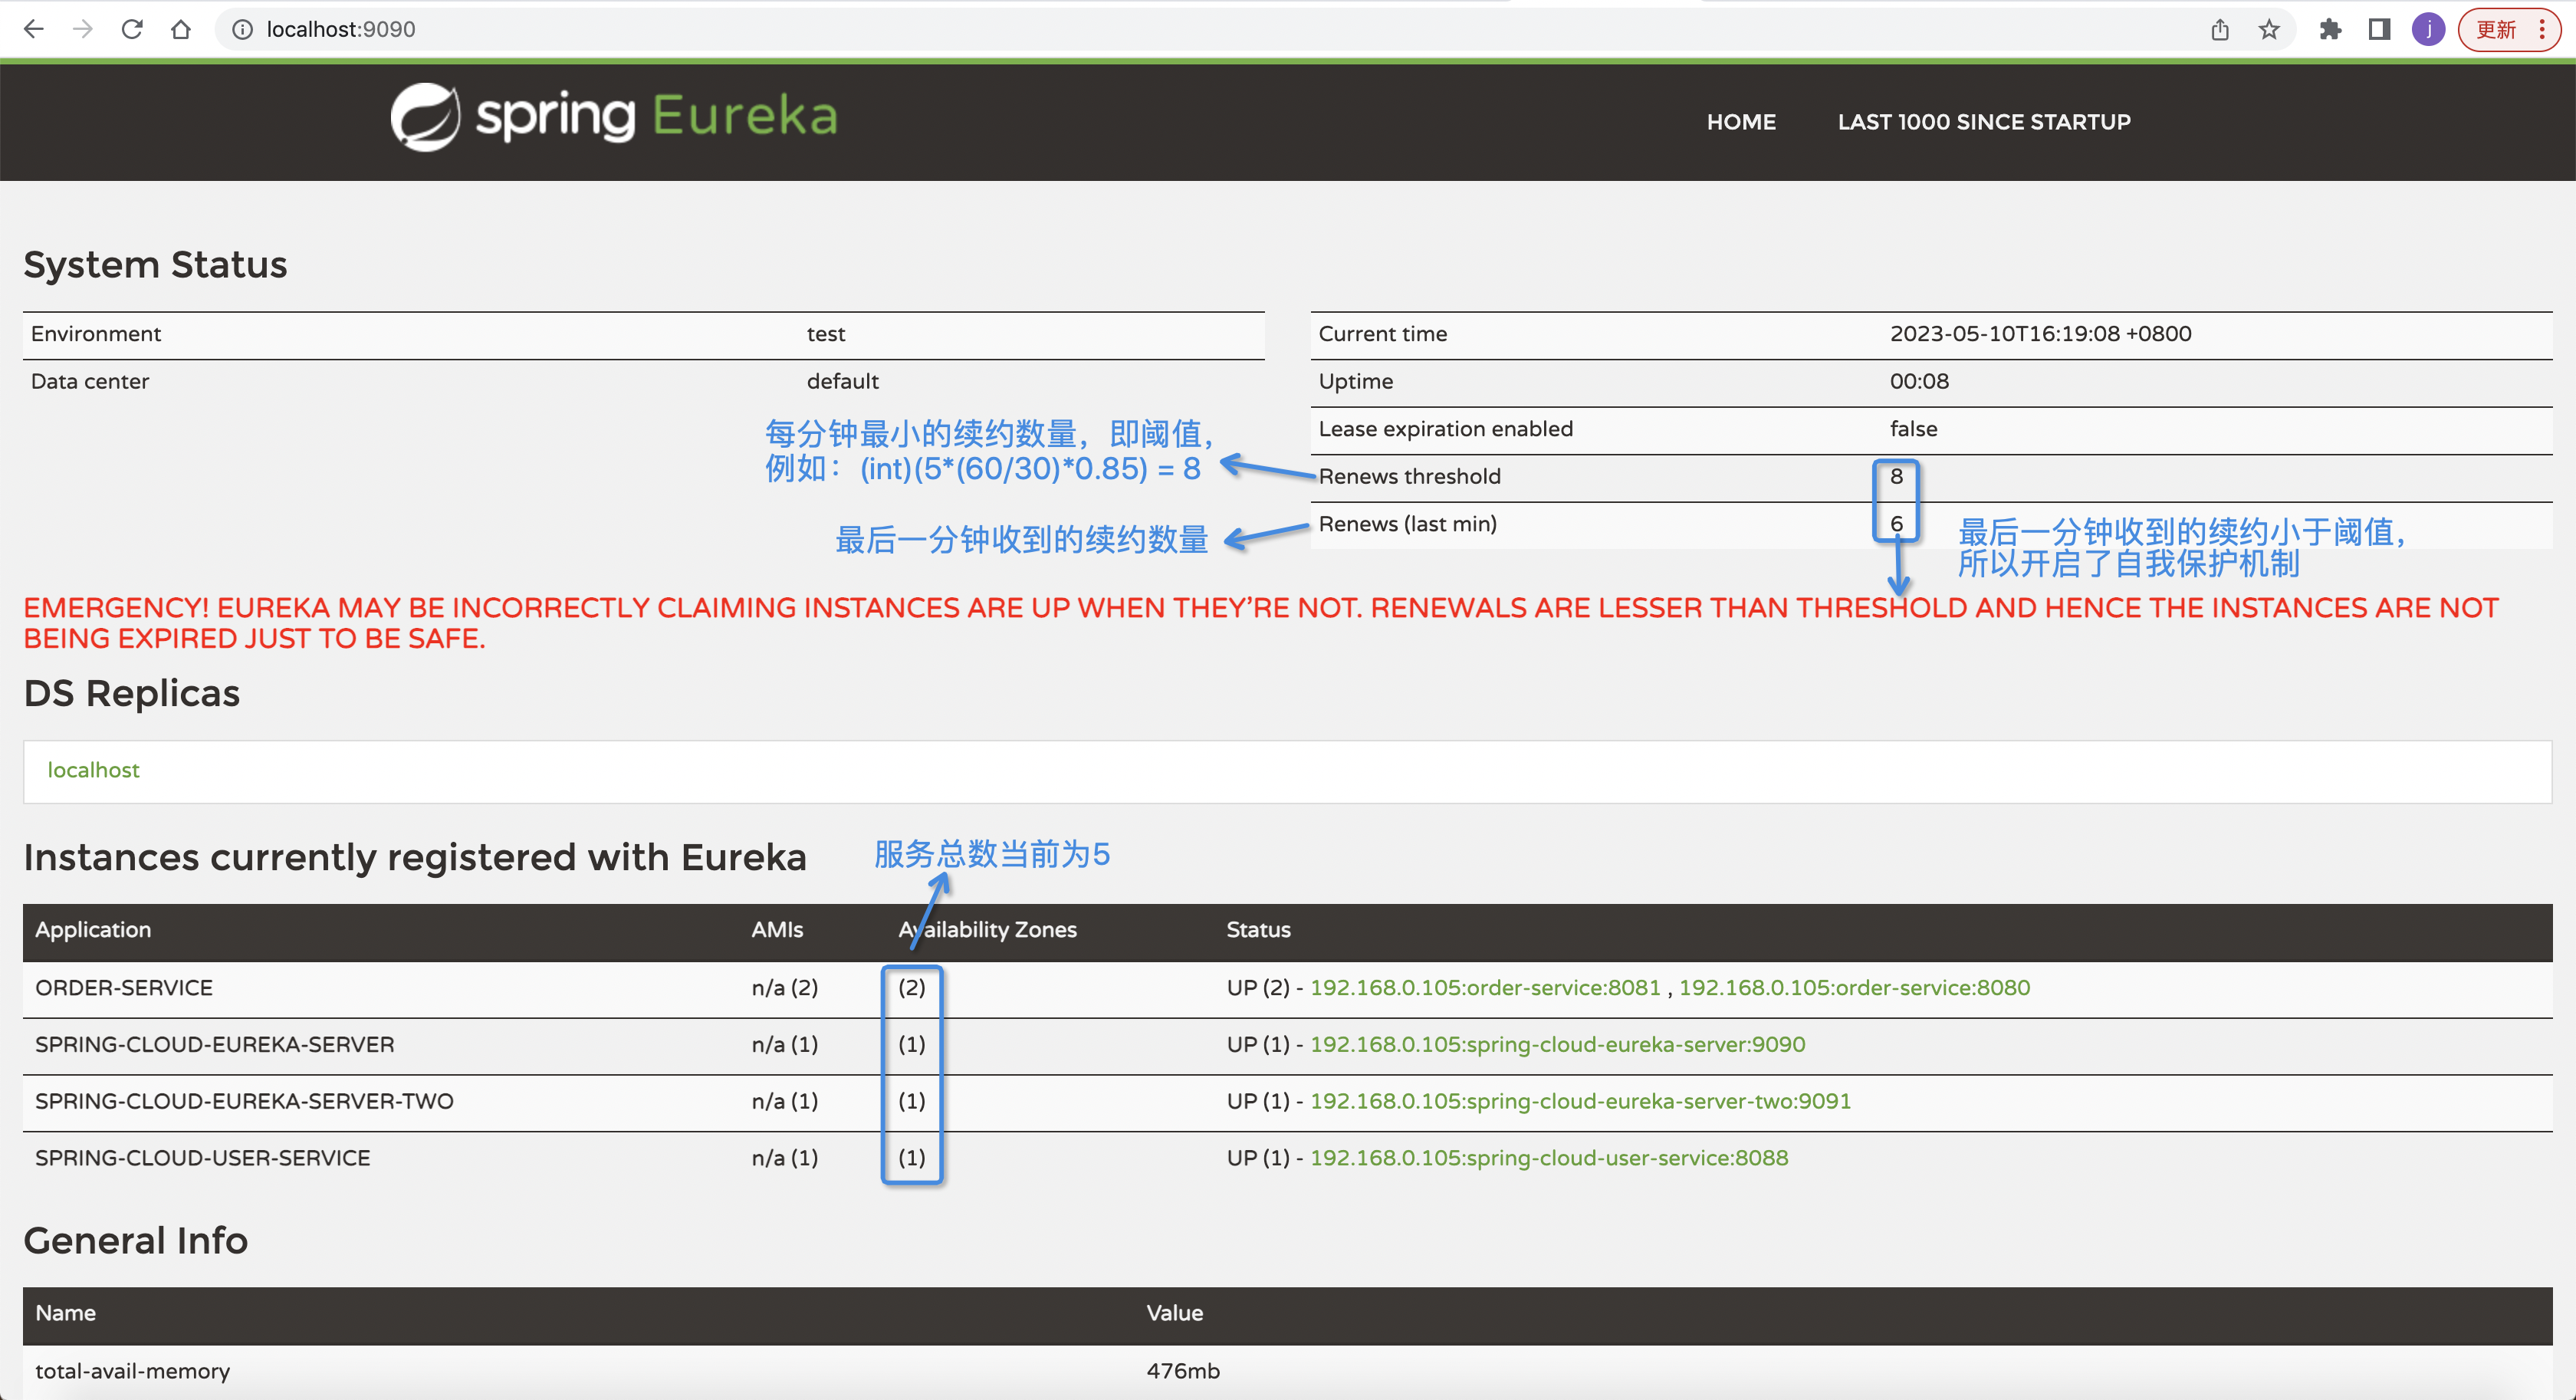 localhost:9090
j
更新
spring Eureka
HOME
LAST 1000 SINCE STARTUP
System Status
Environment
test
Data center
default
Current time
2023-05-10T16:19:08 +0800
Uptime
00:08
Lease expiration enabled
false
Renews threshold
8
Renews (last min)
6
每分钟最小的续约数量，即阈值，
例如：(int)(5*(60/30)*0.85) = 8
最后一分钟收到的续约数量
最后一分钟收到的续约小于阈值，
所以开启了自我保护机制
EMERGENCY! EUREKA MAY BE INCORRECTLY CLAIMING INSTANCES ARE UP WHEN THEY'RE NOT. RENEWALS ARE LESSER THAN THRESHOLD AND HENCE THE INSTANCES ARE NOT
BEING EXPIRED JUST TO BE SAFE.
DS Replicas
localhost
Instances currently registered with Eureka
服务总数当前为5
Application AMIs Availability Zones Status
ORDER-SERVICE n/a (2) (2) UP (2) - 192.168.0.105:order-service:8081 , 192.168.0.105:order-service:8080
SPRING-CLOUD-EUREKA-SERVER n/a (1) (1) UP (1) - 192.168.0.105:spring-cloud-eureka-server:9090
SPRING-CLOUD-EUREKA-SERVER-TWO n/a (1) (1) UP (1) - 192.168.0.105:spring-cloud-eureka-server-two:9091
SPRING-CLOUD-USER-SERVICE n/a (1) (1) UP (1) - 192.168.0.105:spring-cloud-user-service:8088
General Info
Name Value
total-avail-memory 476mb